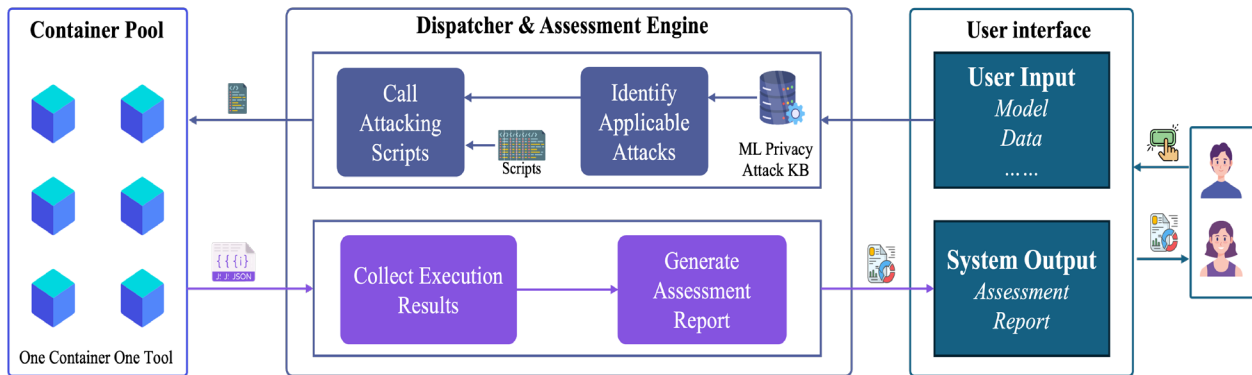 Container Pool
One Container One Tool
Dispatcher & Assessment Engine
Call
Attacking
Scripts
Scripts
Identify
Applicable
Attacks
ML Privacy
Attack KB
{{{i}
J: J: JSON
Collect Execution
Results
Generate
Assessment
Report
User interface
User Input
Model
Data
... ...
System Output
Assessment
Report